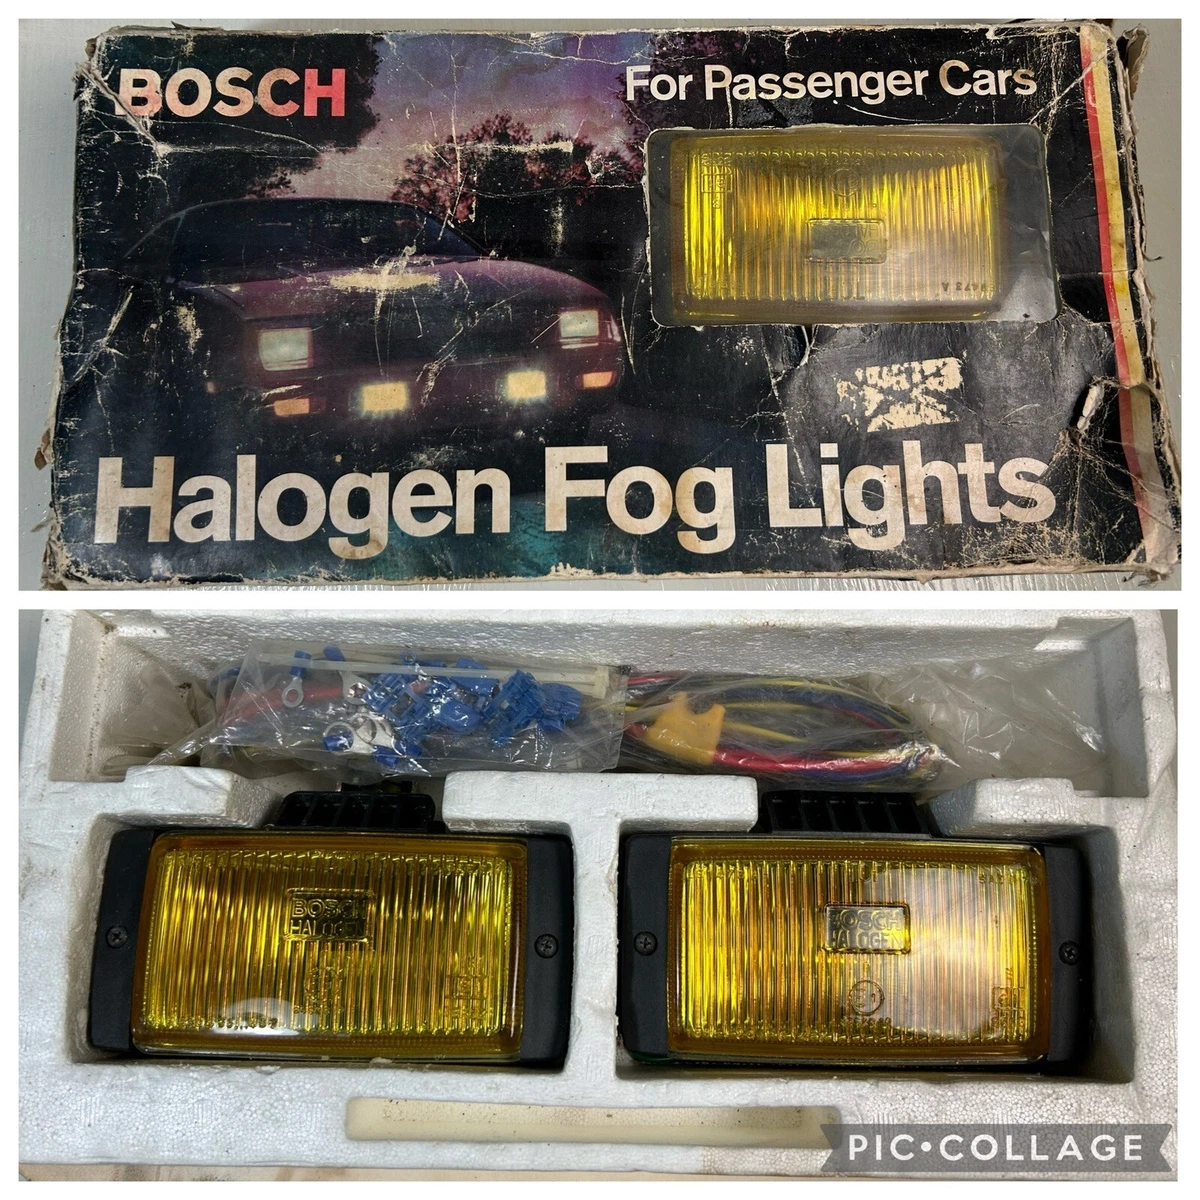 BOSCH
For Passenger Cars
Halogen Fog Lights
BOSCH
HALOGEN
BOSCH
HALOGEN
PIC•COLLAGE